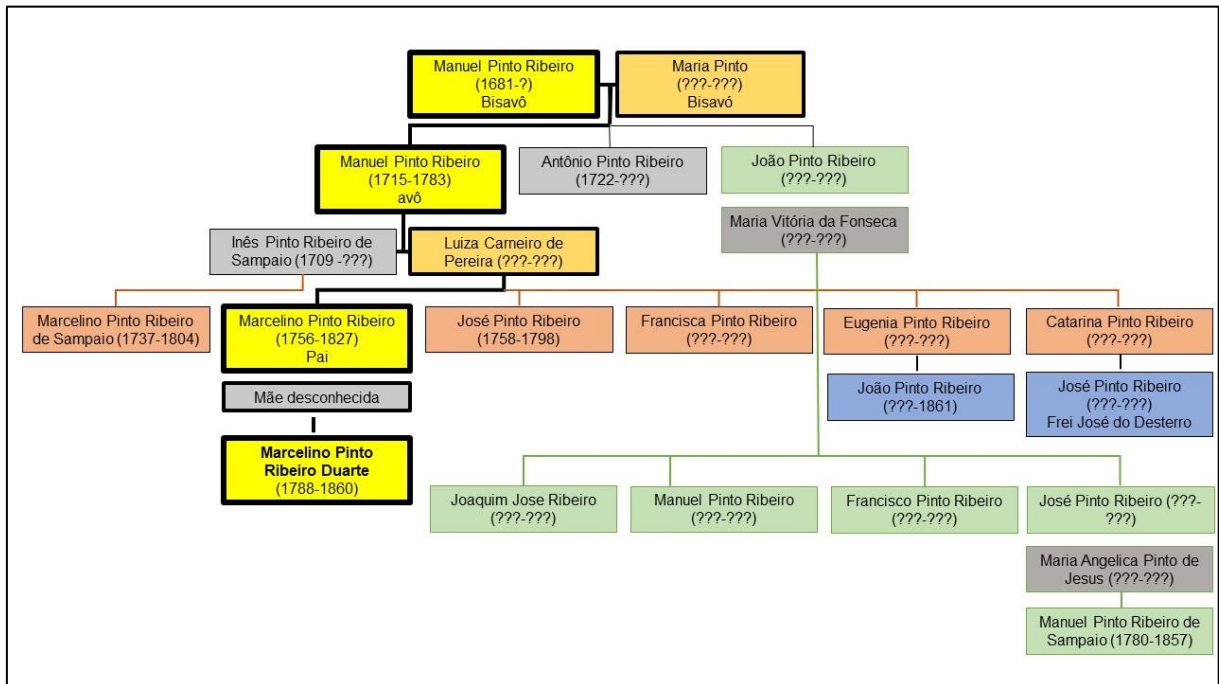 Manuel Pinto Ribeiro
(1681-?)
Bisavô
Maria Pinto
(???-???)
Bisavó
Manuel Pinto Ribeiro
(1715-1783)
avô
Antônio Pinto Ribeiro
(1722-???)
João Pinto Ribeiro
(???-???)
Maria Vitória da Fonseca
(???-???)
Inês Pinto Ribeiro de
Sampaio (1709 -???)
Luiza Carneiro de
Pereira (???-???)
Marcelino Pinto Ribeiro
de Sampaio (1737-1804)
Marcelino Pinto Ribeiro
(1756-1827)
Pai
José Pinto Ribeiro
(1758-1798)
Francisca Pinto Ribeiro
(???-???)
Eugenia Pinto Ribeiro
(???-???)
Catarina Pinto Ribeiro
(???-???)
Mãe desconhecida
João Pinto Ribeiro
(???-1861)
José Pinto Ribeiro
(???-???)
Frei José do Desterro
Marcelino Pinto
Ribeiro Duarte
(1788-1860)
Joaquim Jose Ribeiro
(???-???)
Manuel Pinto Ribeiro
(???-???)
Francisco Pinto Ribeiro
(???-???)
José Pinto Ribeiro (???-
???)
Maria Angelica Pinto de
Jesus (???-???)
Manuel Pinto Ribeiro de
Sampaio (1780-1857)